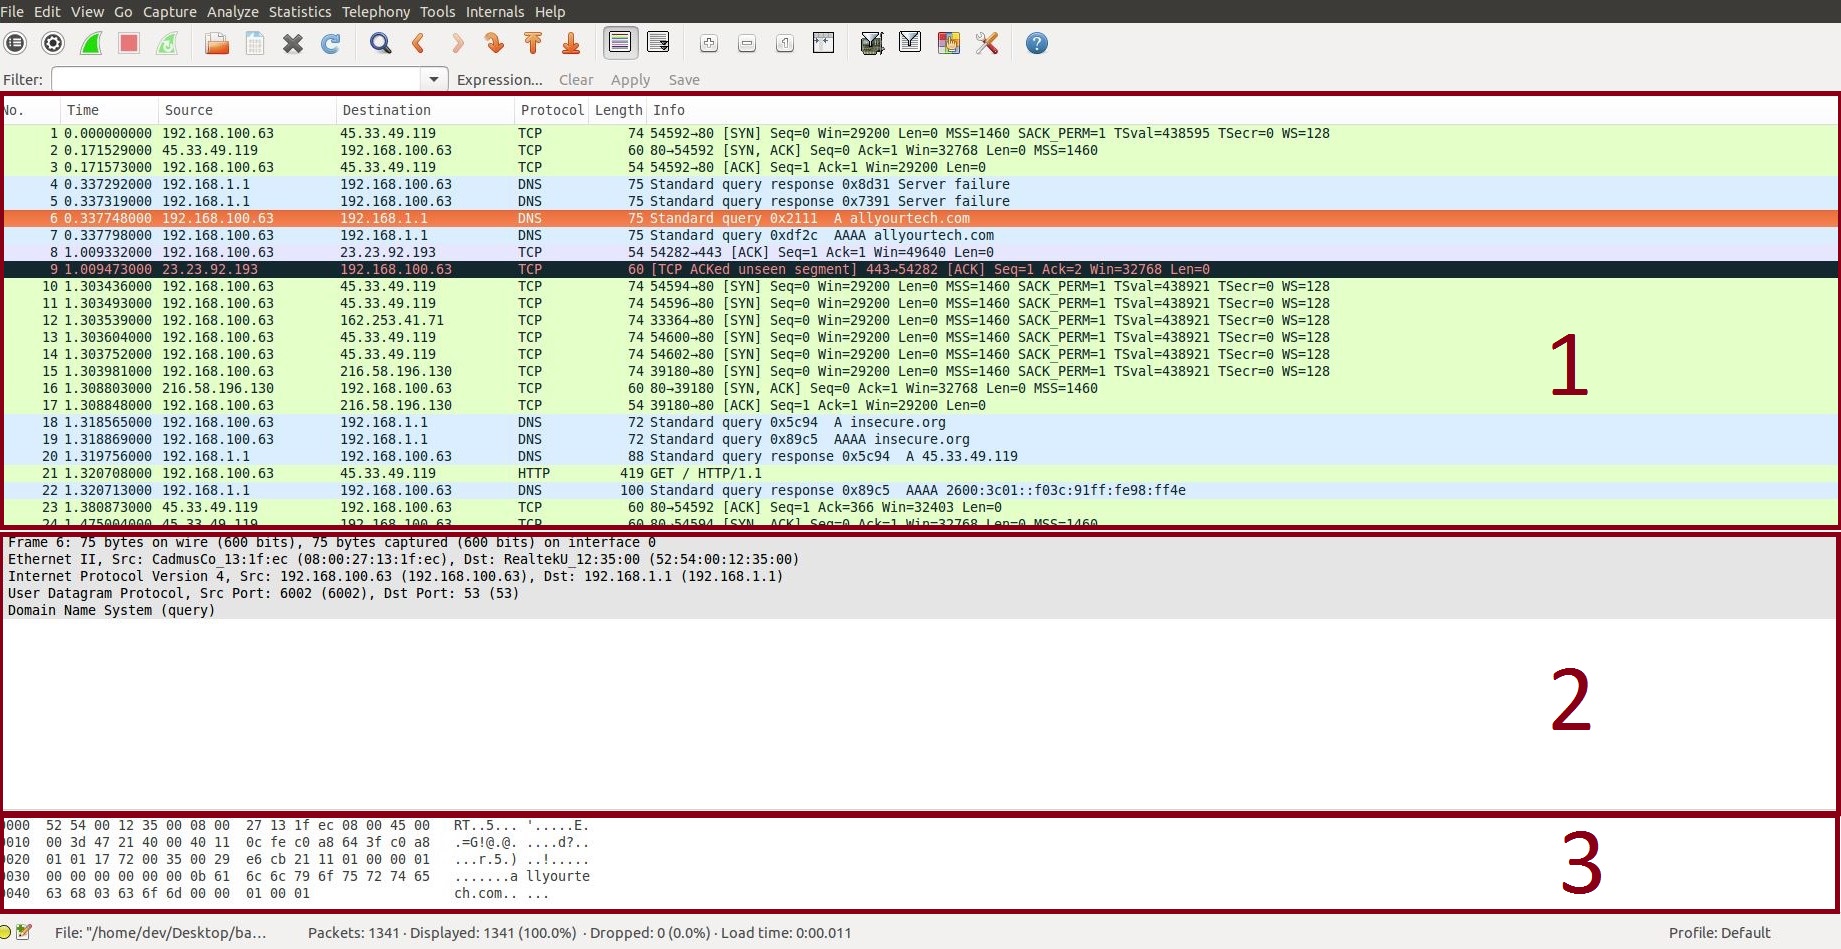 File Edit View Go Capture Analyze Statistics Telephony Tools Internals Help
Filter: Expression... Clear Apply Save
No. Time Source Destination Protocol Length Info
1 0.000000000 192.168.100.63 45.33.49.119 TCP 74 54592→80 [SYN] Seq=0 Win=29200 Len=0 MSS=1460 SACK_PERM=1 TSval=438595 TSecr=0 WS=128
2 0.171529000 45.33.49.119 192.168.100.63 TCP 60 80→54592 [SYN, ACK] Seq=0 Ack=1 Win=32768 Len=0 MSS=1460
3 0.171573000 192.168.100.63 45.33.49.119 TCP 54 54592→80 [ACK] Seq=1 Ack=1 Win=29200 Len=0
4 0.337292000 192.168.1.1 192.168.100.63 DNS 75 Standard query response 0x8d31 Server failure
5 0.337319000 192.168.1.1 192.168.100.63 DNS 75 Standard query response 0x7391 Server failure
6 0.337748000 192.168.100.63 192.168.1.1 DNS 75 Standard query 0x2111 A allyourtech.com
7 0.337798000 192.168.100.63 192.168.1.1 DNS 75 Standard query 0xdf2c AAAA allyourtech.com
8 1.009332000 192.168.100.63 23.23.92.193 TCP 54 54282→443 [ACK] Seq=1 Ack=1 Win=49640 Len=0
9 1.009473000 23.23.92.193 192.168.100.63 TCP 60 [TCP ACKed unseen segment] 443→54282 [ACK] Seq=1 Ack=2 Win=32768 Len=0
10 1.303436000 192.168.100.63 45.33.49.119 TCP 74 54594→80 [SYN] Seq=0 Win=29200 Len=0 MSS=1460 SACK_PERM=1 TSval=438921 TSecr=0 WS=128
11 1.303493000 192.168.100.63 45.33.49.119 TCP 74 54596→80 [SYN] Seq=0 Win=29200 Len=0 MSS=1460 SACK_PERM=1 TSval=438921 TSecr=0 WS=128
12 1.303539000 192.168.100.63 162.253.41.71 TCP 74 33364→80 [SYN] Seq=0 Win=29200 Len=0 MSS=1460 SACK_PERM=1 TSval=438921 TSecr=0 WS=128
13 1.303604000 192.168.100.63 45.33.49.119 TCP 74 54600→80 [SYN] Seq=0 Win=29200 Len=0 MSS=1460 SACK_PERM=1 TSval=438921 TSecr=0 WS=128
14 1.303752000 192.168.100.63 45.33.49.119 TCP 74 54602→80 [SYN] Seq=0 Win=29200 Len=0 MSS=1460 SACK_PERM=1 TSval=438921 TSecr=0 WS=128
15 1.303981000 192.168.100.63 216.58.196.130 TCP 74 39180→80 [SYN] Seq=0 Win=29200 Len=0 MSS=1460 SACK_PERM=1 TSval=438921 TSecr=0 WS=128
16 1.308803000 216.58.196.130 192.168.100.63 TCP 60 80→39180 [SYN, ACK] Seq=0 Ack=1 Win=32768 Len=0 MSS=1460
17 1.308848000 192.168.100.63 216.58.196.130 TCP 54 39180→80 [ACK] Seq=1 Ack=1 Win=29200 Len=0
18 1.318565000 192.168.100.63 192.168.1.1 DNS 72 Standard query 0x5c94 A insecure.org
19 1.318869000 192.168.100.63 192.168.1.1 DNS 72 Standard query 0x89c5 AAAA insecure.org
20 1.319756000 192.168.1.1 192.168.100.63 DNS 88 Standard query response 0x5c94 A 45.33.49.119
21 1.320708000 192.168.100.63 45.33.49.119 HTTP 419 GET / HTTP/1.1
22 1.320713000 192.168.1.1 192.168.100.63 DNS 100 Standard query response 0x89c5 AAAA 2600:3c01::f03c:91ff:fe98:ff4e
23 1.380873000 45.33.49.119 192.168.100.63 TCP 60 80→54592 [ACK] Seq=1 Ack=366 Win=32403 Len=0
24 1.475004000 45.33.49.119 192.168.100.63 TCP 60 80→54594 [SYN, ACK] Seq=0 Ack=1 Win=32768 Len=0 MSS=1460
1
Frame 6: 75 bytes on wire (600 bits), 75 bytes captured (600 bits) on interface 0
Ethernet II, Src: CadmusCo_13:1f:ec (08:00:27:13:1f:ec), Dst: RealtekU_12:35:00 (52:54:00:12:35:00)
Internet Protocol Version 4, Src: 192.168.100.63 (192.168.100.63), Dst: 192.168.1.1 (192.168.1.1)
User Datagram Protocol, Src Port: 6002 (6002), Dst Port: 53 (53)
Domain Name System (query)
2
0000 52 54 00 12 35 00 08 00 27 13 1f ec 08 00 45 00 RT..5... '.....E.
0010 00 3d 47 21 40 00 40 11 0c fe c0 a8 64 3f c0 a8 .=G!@.@. ....d?..
0020 01 01 17 72 00 35 00 29 e6 cb 21 11 01 00 00 01 ...r.5.) ..!.....
0030 00 00 00 00 00 00 0b 61 6c 6c 79 6f 75 72 74 65 .......a llyourte
0040 63 68 03 63 6f 6d 00 00 01 00 01 ch.com.. ...
3
File: "/home/dev/Desktop/ba... Packets: 1341 · Displayed: 1341 (100.0%) · Dropped: 0 (0.0%) · Load time: 0:00.011 Profile: Default